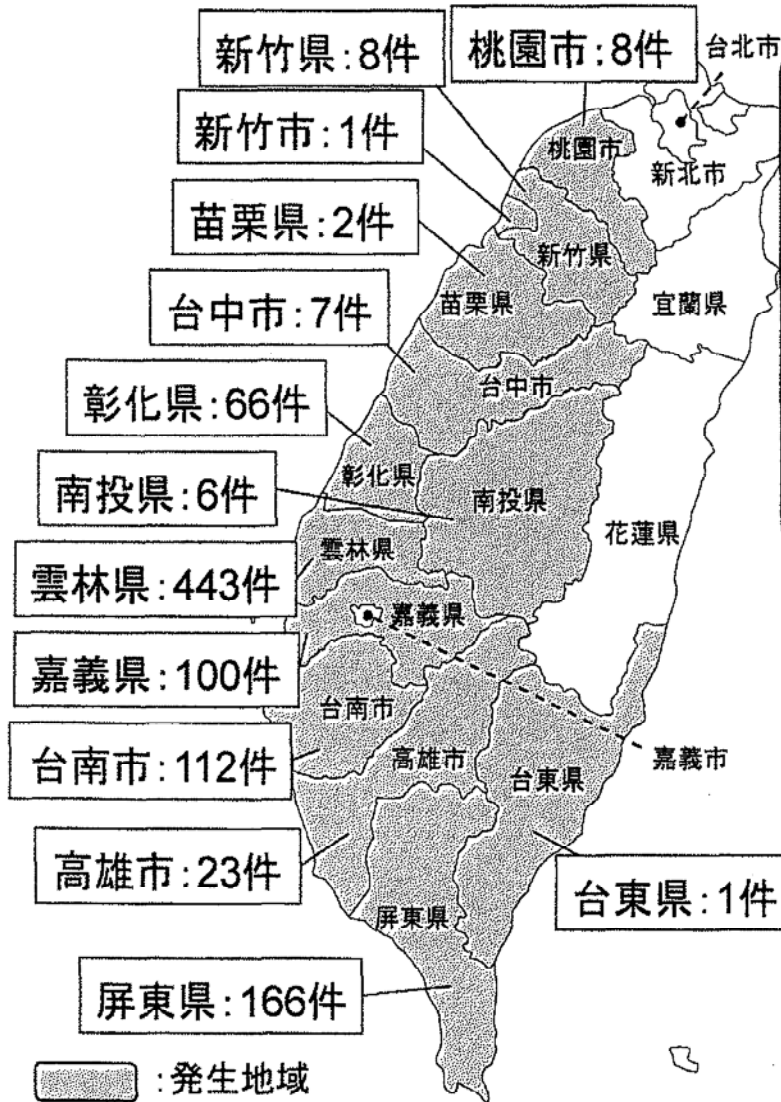 新竹県:8件
桃園市:8件
台北市
新竹市:1件
桃園市
新北市
苗栗県:2件
新竹県
苗栗県
宜蘭県
台中市:7件
台中市
彰化県:66件
彰化県
南投県:6件
南投県
花蓮県
雲林県
雲林県:443件
嘉義県
嘉義県:100件
台南市
台南市:112件
高雄市
台東県
嘉義市
高雄市:23件
台東県:1件
屏東県
屏東県:166件
:発生地域